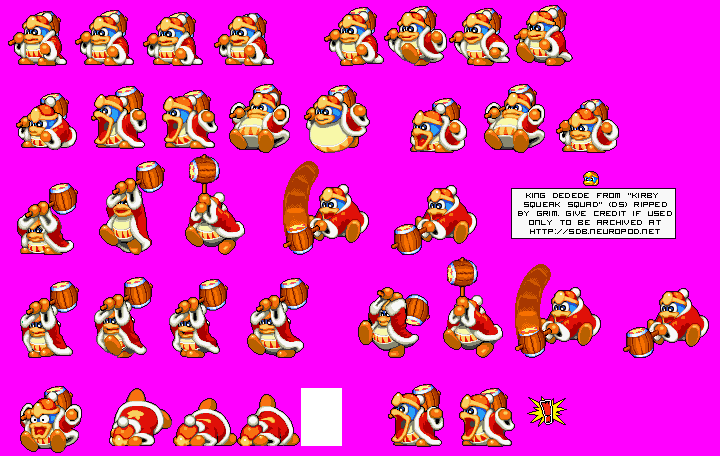 KING DEDEDE FROM "KIRBY
SQUEAK SQUAD" (DS) RIPPED
BY GRIM. GIVE CREDIT IF USED
ONLY TO BE ARCHIVED AT
HTTP://SDB.NEUROPOD.NET